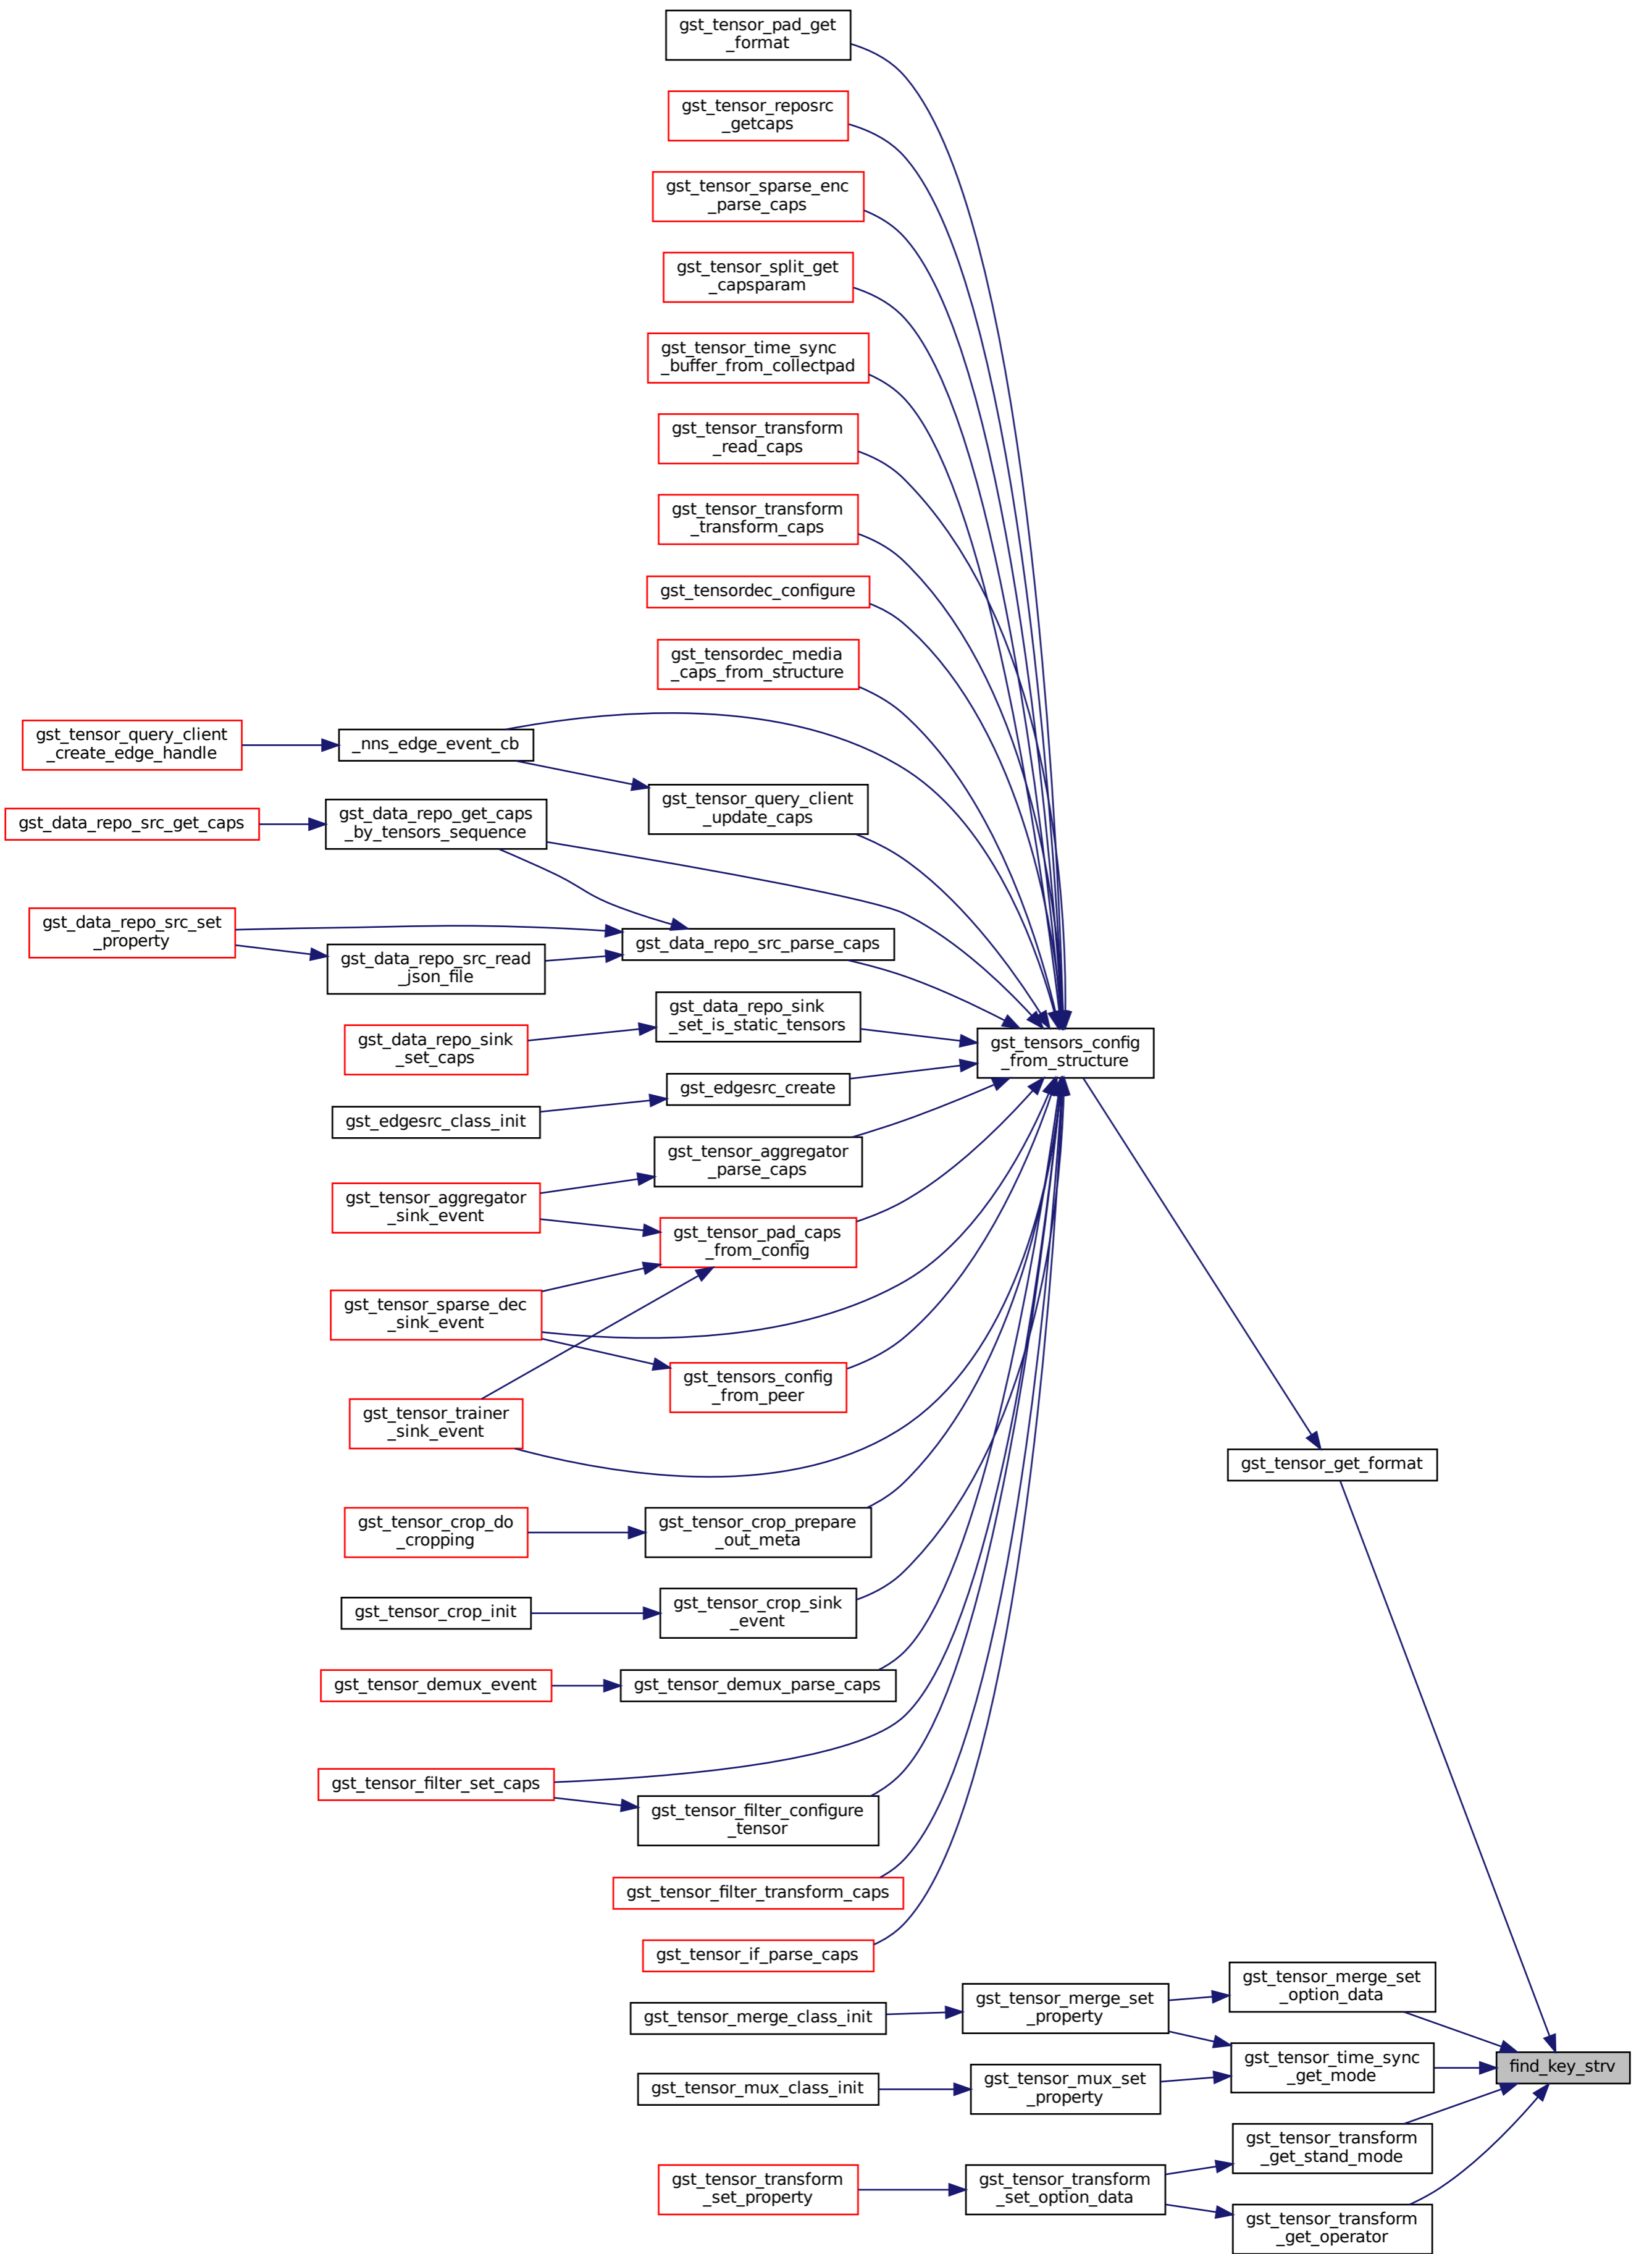 gst_tensor_pad_get
_format
gst_tensor_reposrc
_getcaps
gst_tensor_sparse_enc
_parse_caps
gst_tensor_split_get
_capsparam
gst_tensor_time_sync
_buffer_from_collectpad
gst_tensor_transform
_read_caps
gst_tensor_transform
_transform_caps
gst_tensordec_configure
gst_tensordec_media
_caps_from_structure
gst_tensor_query_client
_create_edge_handle
_nns_edge_event_cb
gst_tensor_query_client
_update_caps
gst_data_repo_src_get_caps
gst_data_repo_get_caps
_by_tensors_sequence
gst_data_repo_src_set
_property
gst_data_repo_src_read
_json_file
gst_data_repo_src_parse_caps
gst_data_repo_sink
_set_caps
gst_data_repo_sink
_set_is_static_tensors
gst_tensors_config
_from_structure
gst_edgesrc_class_init
gst_edgesrc_create
gst_tensor_aggregator
_parse_caps
gst_tensor_aggregator
_sink_event
gst_tensor_pad_caps
_from_config
gst_tensor_sparse_dec
_sink_event
gst_tensors_config
_from_peer
gst_tensor_trainer
_sink_event
gst_tensor_get_format
gst_tensor_crop_do
_cropping
gst_tensor_crop_prepare
_out_meta
gst_tensor_crop_init
gst_tensor_crop_sink
_event
gst_tensor_demux_event
gst_tensor_demux_parse_caps
gst_tensor_filter_set_caps
gst_tensor_filter_configure
_tensor
gst_tensor_filter_transform_caps
gst_tensor_if_parse_caps
gst_tensor_merge_class_init
gst_tensor_merge_set
_property
gst_tensor_merge_set
_option_data
gst_tensor_mux_class_init
gst_tensor_mux_set
_property
gst_tensor_time_sync
_get_mode
find_key_strv
gst_tensor_transform
_set_property
gst_tensor_transform
_set_option_data
gst_tensor_transform
_get_stand_mode
gst_tensor_transform
_get_operator